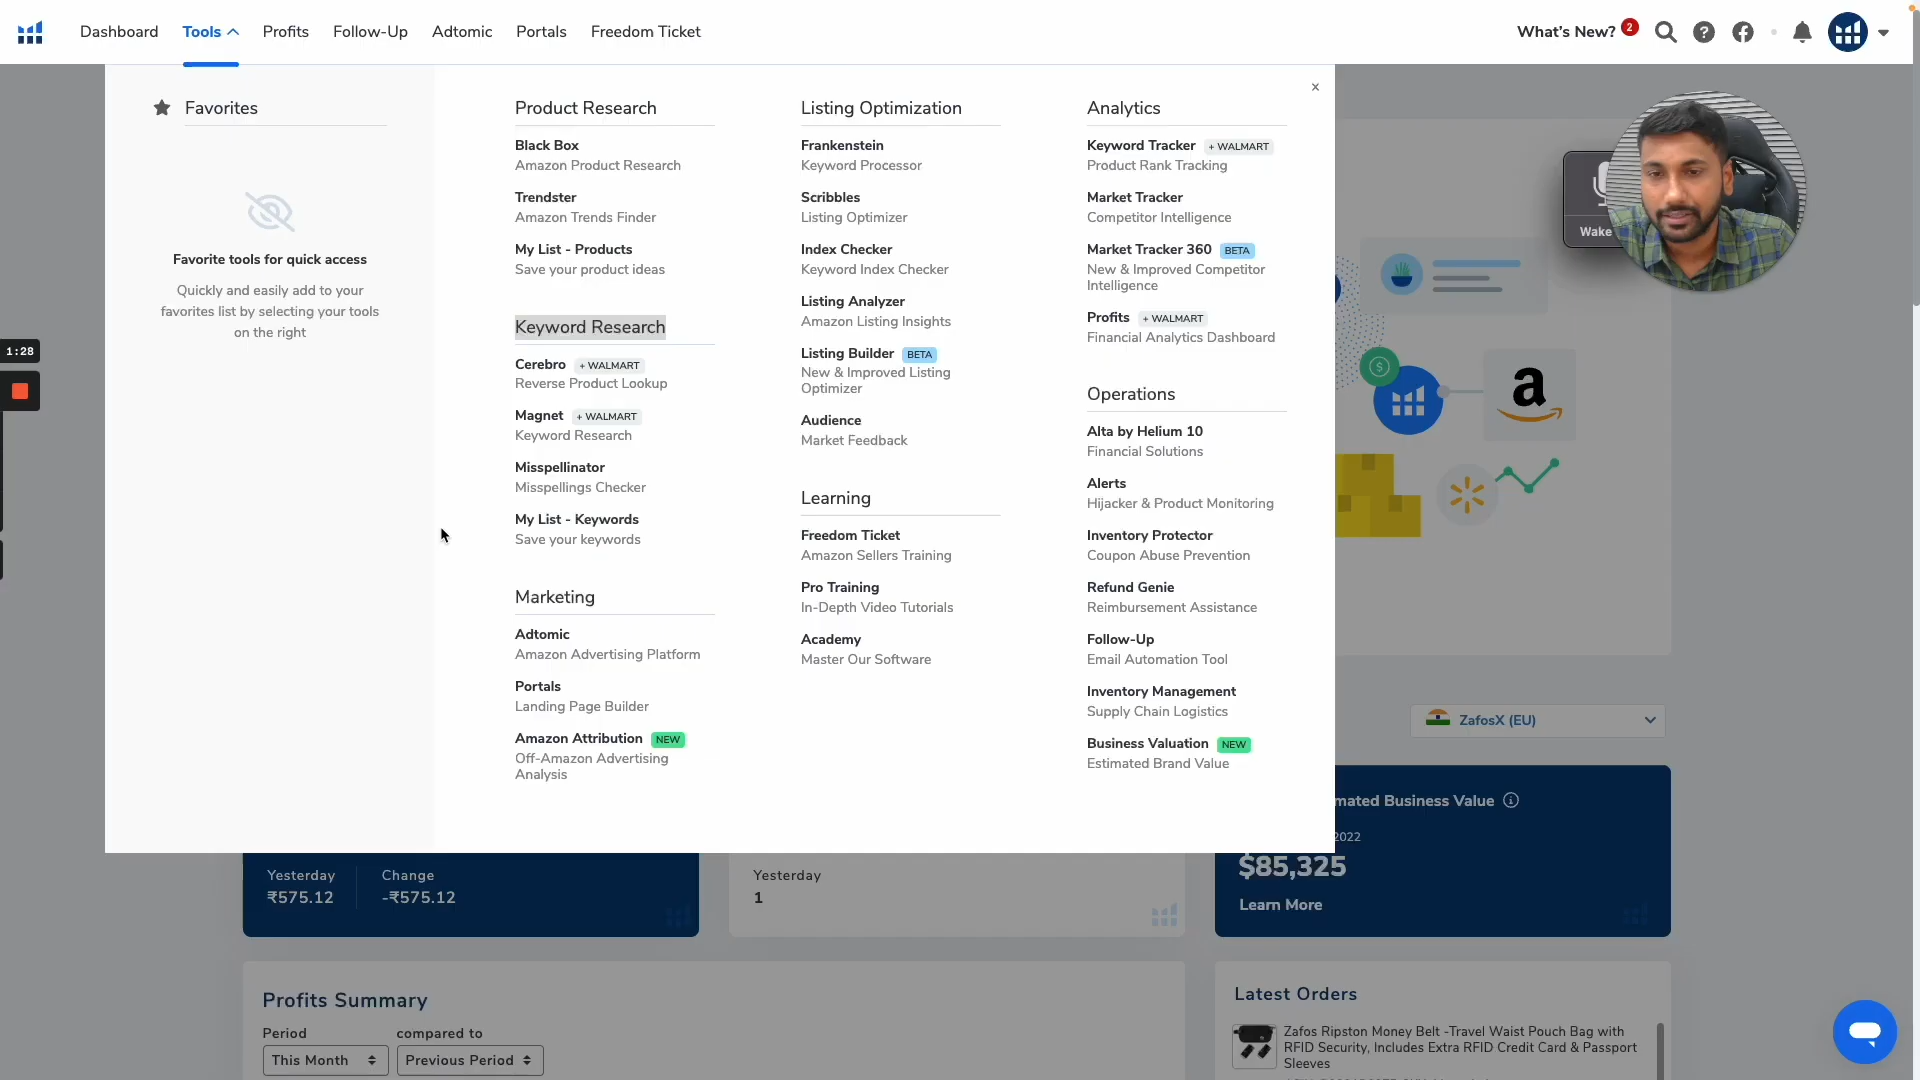 Dashboard
Tools
Profits
Follow-Up
Adtomic
Portals
Freedom Ticket
What's New?
2
Favorites
Favorite tools for quick access
Quickly and easily add to your
favorites list by selecting your tools
on the right
1:28
Product Research
Black Box
Amazon Product Research
Trendster
Amazon Trends Finder
My List - Products
Save your product ideas
Keyword Research
Cerebro + WALMART
Reverse Product Lookup
Magnet + WALMART
Keyword Research
Misspellinator
Misspellings Checker
My List - Keywords
Save your keywords
Marketing
Adtomic
Amazon Advertising Platform
Portals
Landing Page Builder
Amazon Attribution NEW
Off-Amazon Advertising
Analysis
Listing Optimization
Frankenstein
Keyword Processor
Scribbles
Listing Optimizer
Index Checker
Keyword Index Checker
Listing Analyzer
Amazon Listing Insights
Listing Builder BETA
New & Improved Listing
Optimizer
Audience
Market Feedback
Learning
Freedom Ticket
Amazon Sellers Training
Pro Training
In-Depth Video Tutorials
Academy
Master Our Software
×
Analytics
Keyword Tracker + WALMART
Product Rank Tracking
Market Tracker
Competitor Intelligence
Market Tracker 360 BETA
New & Improved Competitor
Intelligence
Profits + WALMART
Financial Analytics Dashboard
Operations
Alta by Helium 10
Financial Solutions
Alerts
Hijacker & Product Monitoring
Inventory Protector
Coupon Abuse Prevention
Refund Genie
Reimbursement Assistance
Follow-Up
Email Automation Tool
Inventory Management
Supply Chain Logistics
Business Valuation NEW
Estimated Brand Value
Wake
$
a
ZafosX (EU)
mated Business Value
2022
$85,325
Learn More
Yesterday
₹575.12
Change
-₹575.12
Yesterday
1
Profits Summary
Period
This Month
compared to
Previous Period
Latest Orders
Zafos Ripston Money Belt -Travel Waist Pouch Bag with
RFID Security, Includes Extra RFID Credit Card & Passport
Sleeves